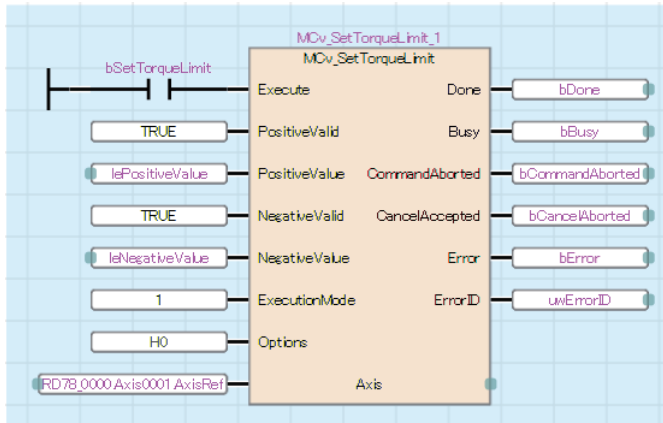 MCv_SetTorqueLimit_1
bSetTorqueLimit
MCv_SetTorqueLimit
Execute Done bDone
TRUE PositiveValid Busy bBusy
lePositiveValue PositiveValue CommandAborted bCommandAborted
TRUE NegativeValid CancelAccepted bCancelAborted
leNegativeValue NegativeValue Error bError
1 ExecutionMode ErrorID uwErrorID
H0 Options
RD78_0000.Axis0001.AxisRef Axis